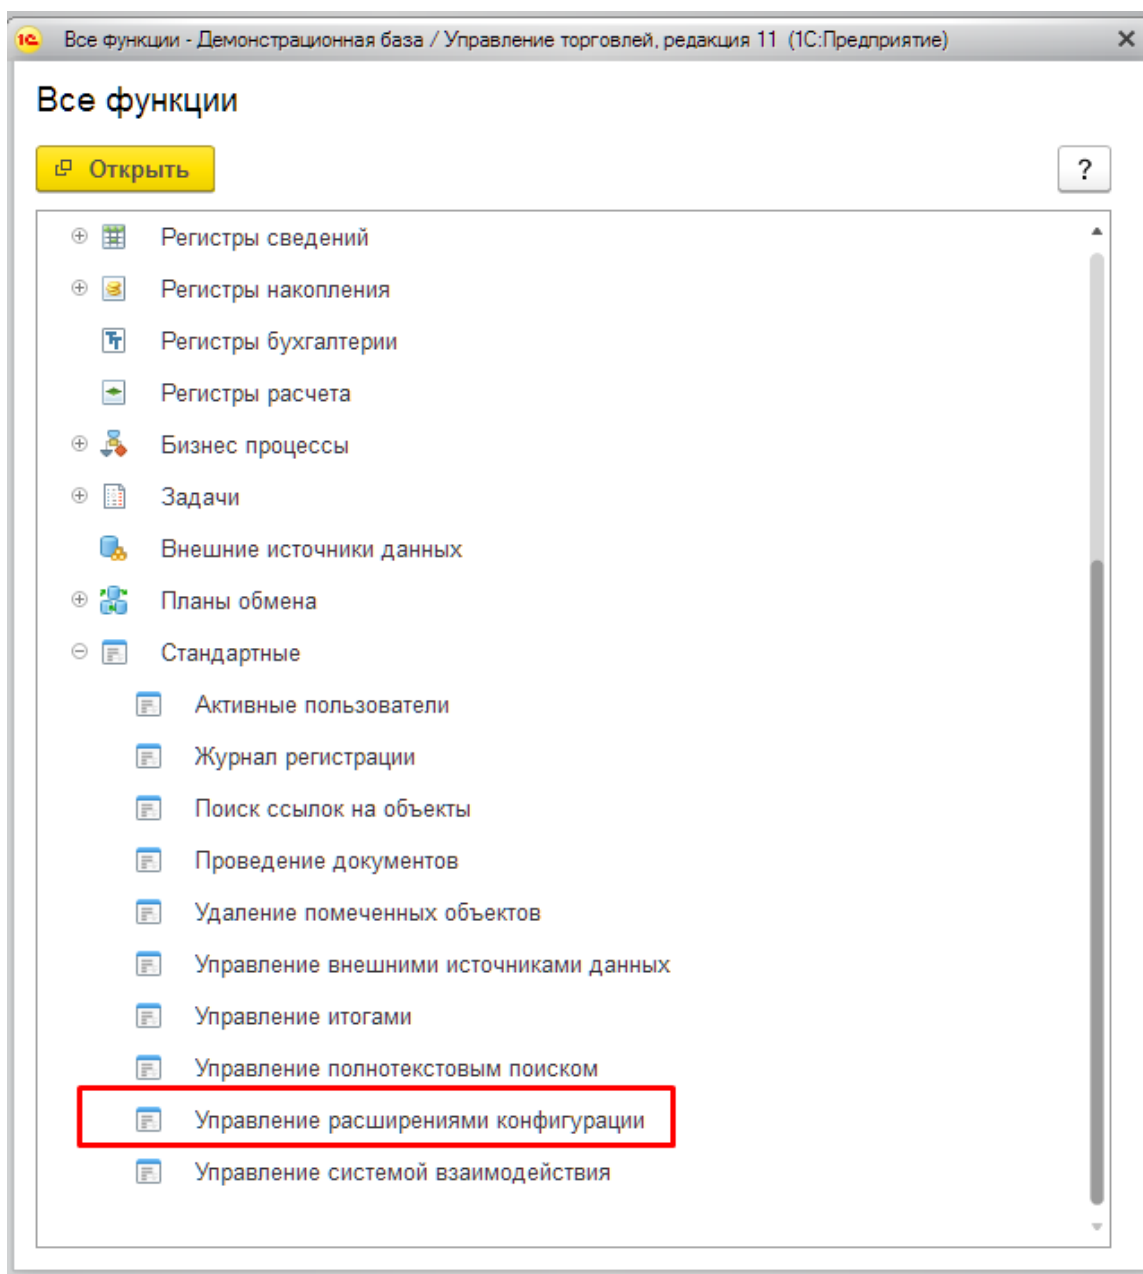 1С Все функции - Демонстрационная база / Управление торговлей, редакция 11 (1С:Предприятие)
Все функции
Открыть ?
Регистры сведений
Регистры накопления
Регистры бухгалтерии
Регистры расчета
Бизнес процессы
Задачи
Внешние источники данных
Планы обмена
Стандартные
Активные пользователи
Журнал регистрации
Поиск ссылок на объекты
Проведение документов
Удаление помеченных объектов
Управление внешними источниками данных
Управление итогами
Управление полнотекстовым поиском
Управление расширениями конфигурации
Управление системой взаимодействия